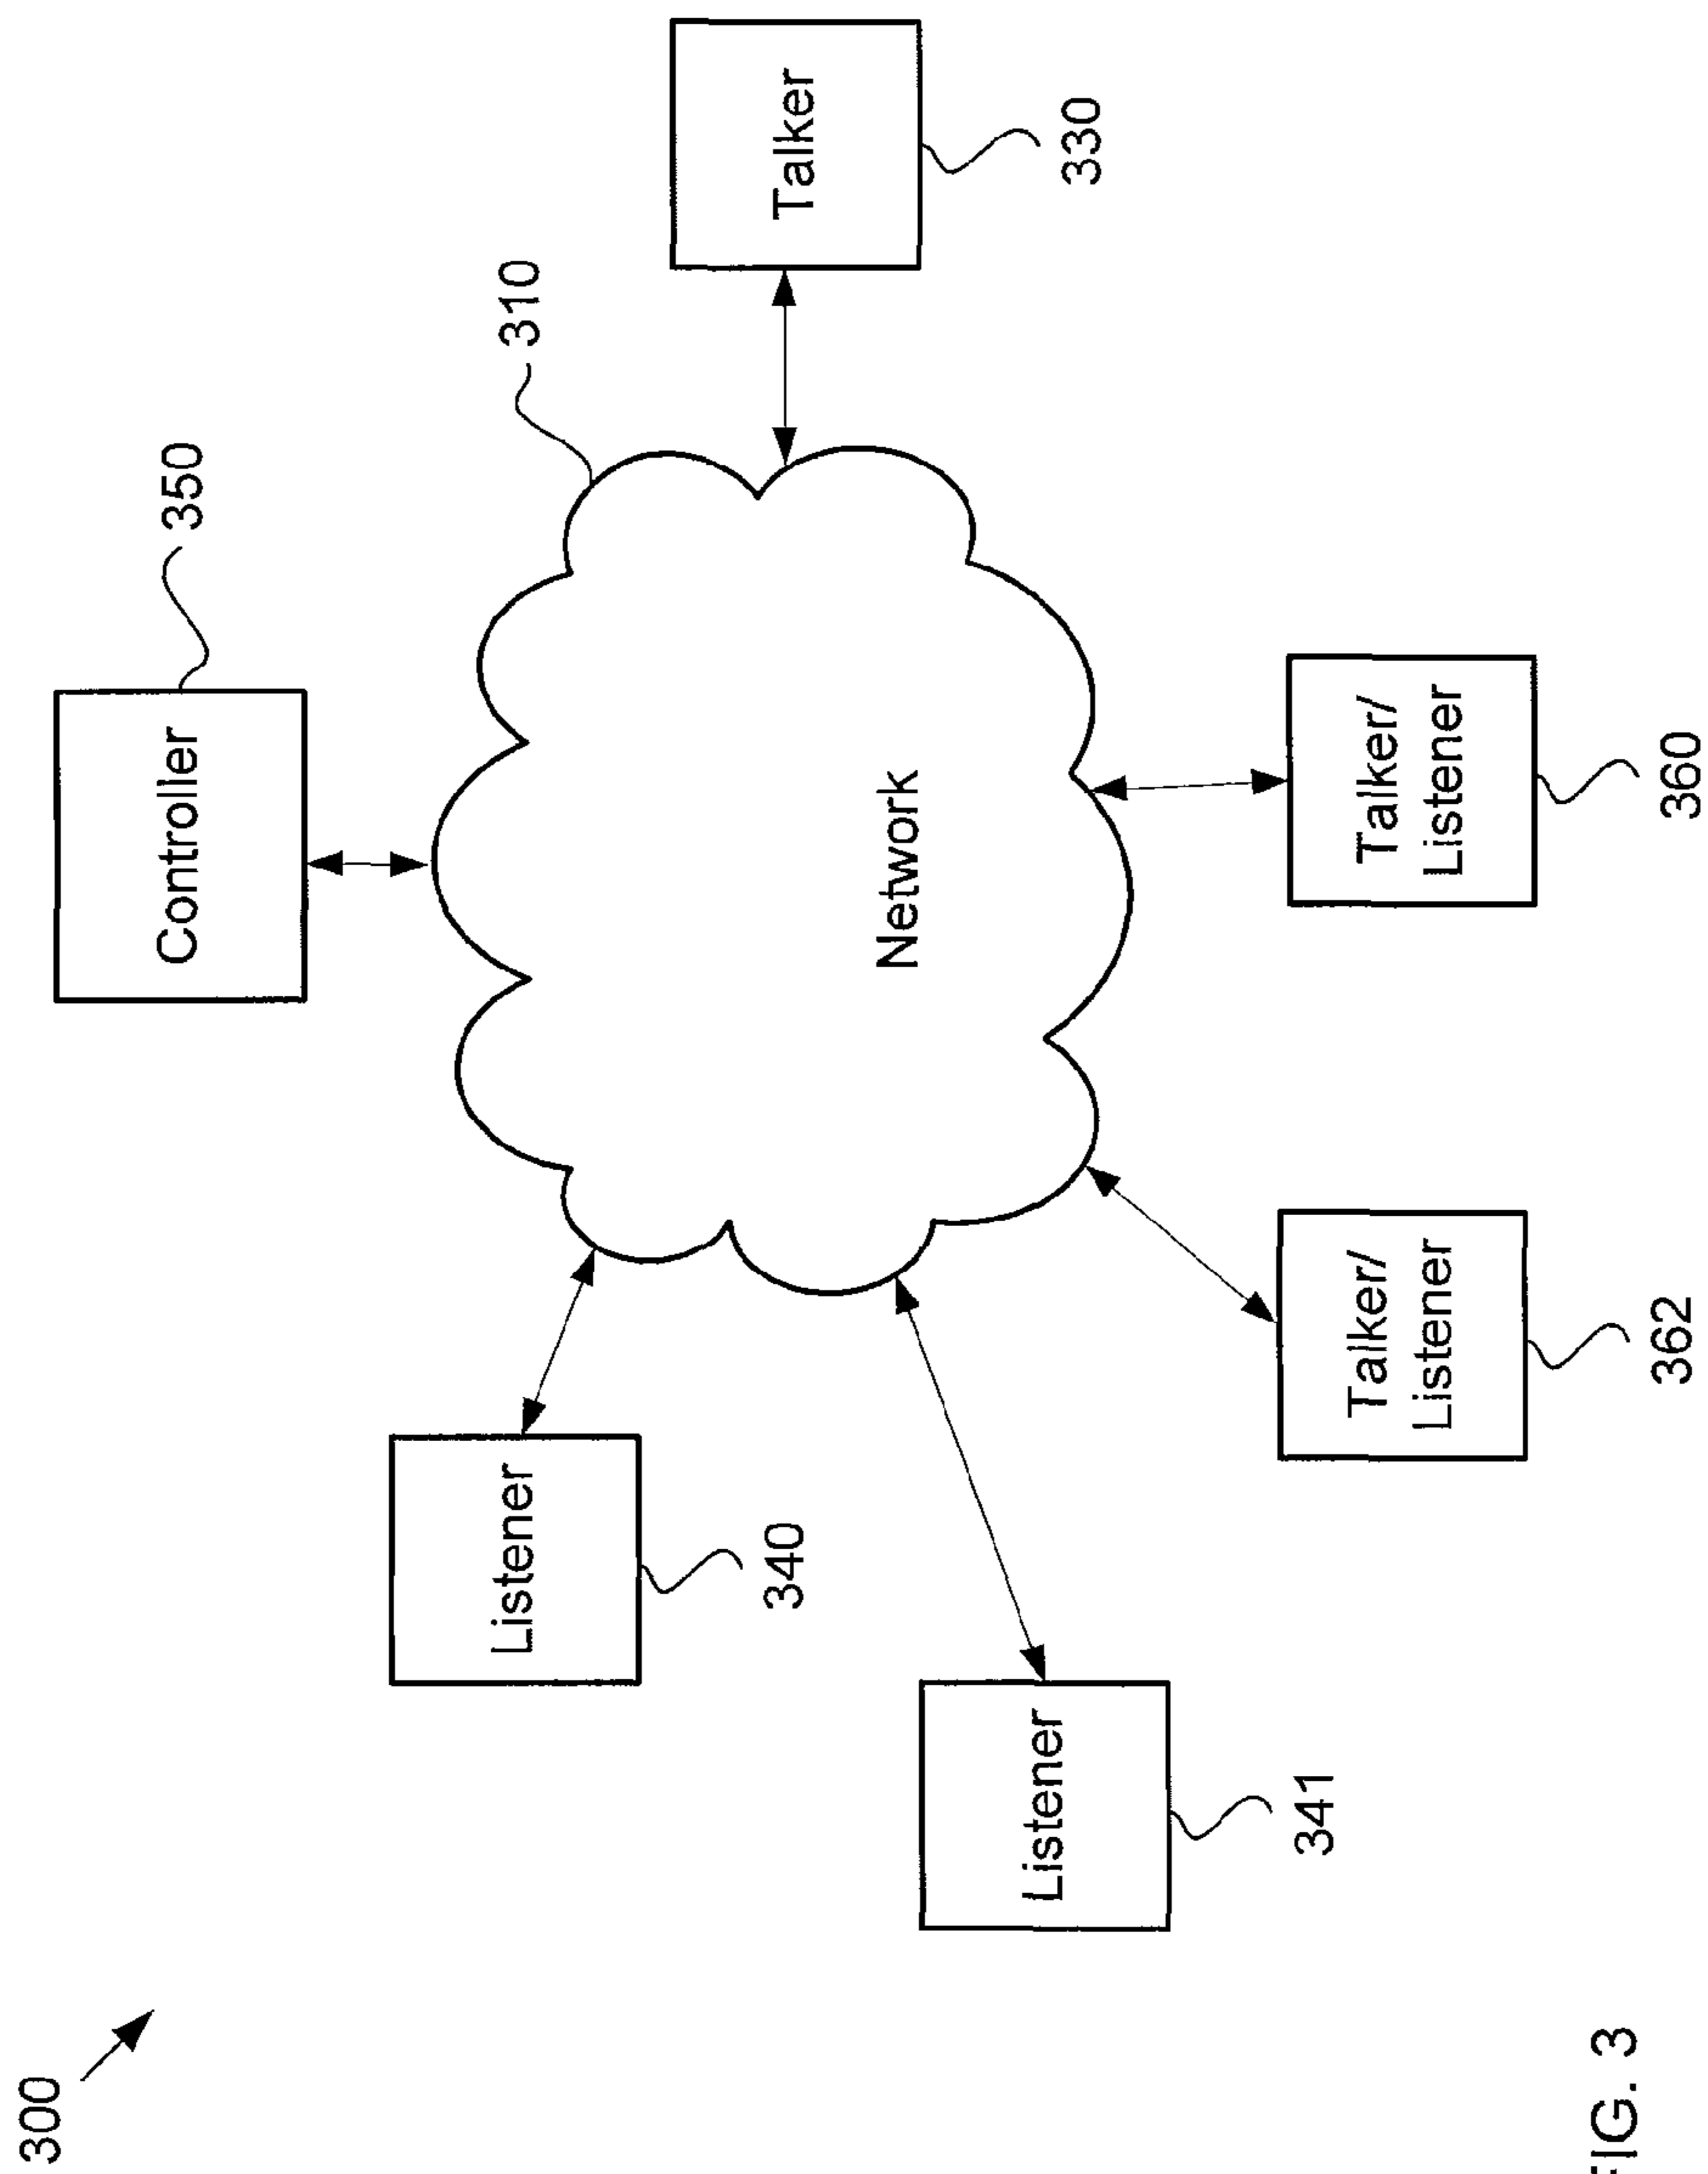 300
Controller
350
310
Listener
340
Network
Talker
330
Listener
341
Talker/
Listener
362
Talker/
Listener
360
FIG. 3